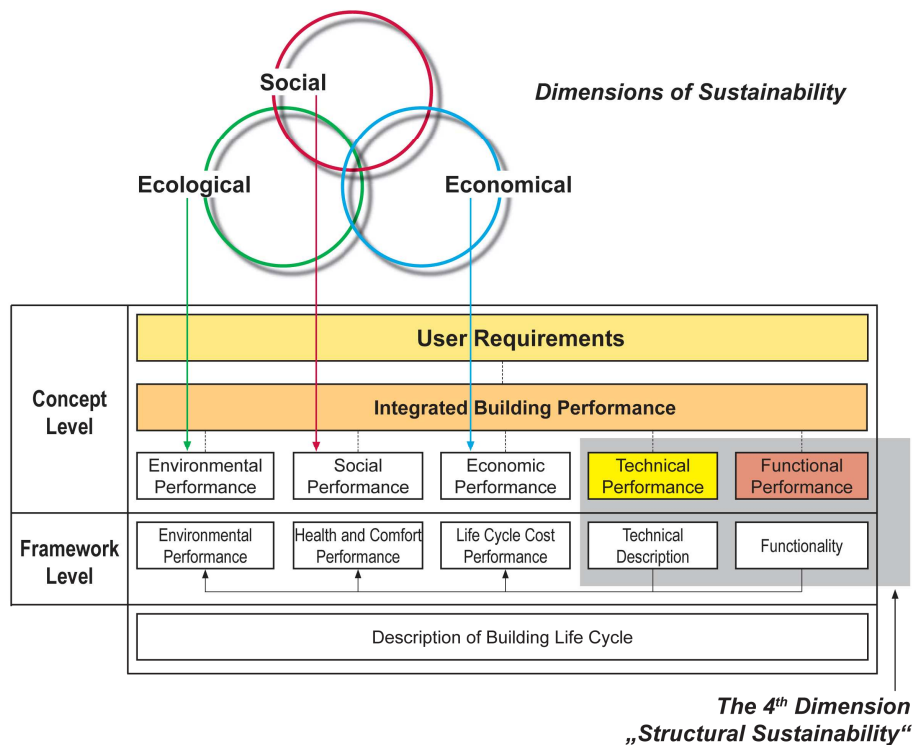 Social
Dimensions of Sustainability
Ecological
Economical
User Requirements
Concept
Level
Integrated Building Performance
Environmental
Performance
Social
Performance
Economic
Performance
Technical
Performance
Functional
Performance
Framework
Level
Environmental
Performance
Health and Comfort
Performance
Life Cycle Cost
Performance
Technical
Description
Functionality
Description of Building Life Cycle
The 4th Dimension
„Structural Sustainability“